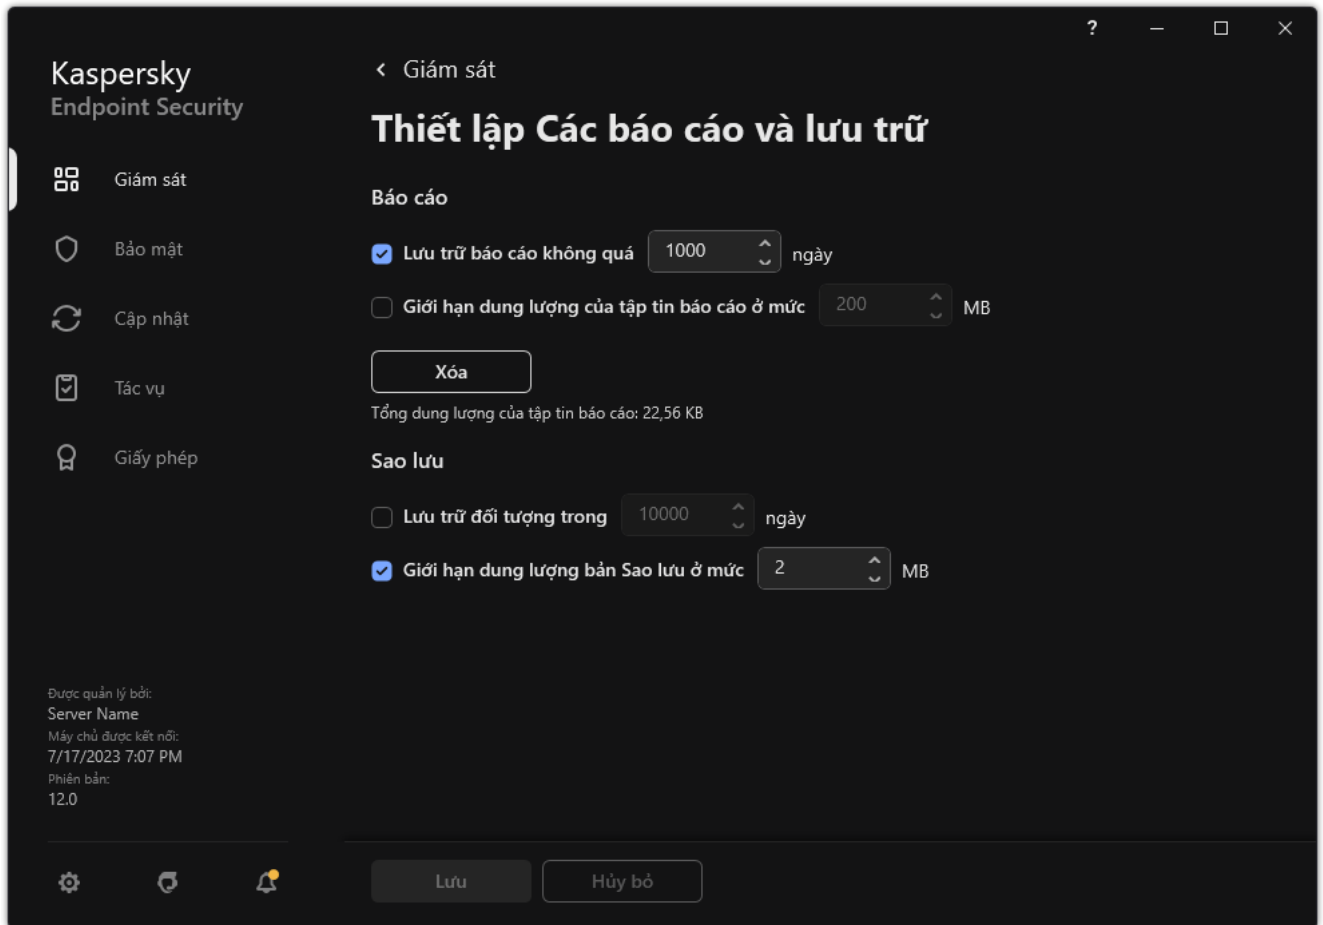 ?
Kaspersky
Endpoint Security
Giám sát
Bảo mật
Cập nhật
Tác vụ
Giấy phép
Được quản lý bởi:
Server Name
Máy chủ được kết nối:
7/17/2023 7:07 PM
Phiên bản:
12.0
Giám sát
Thiết lập Các báo cáo và lưu trữ
Báo cáo
Lưu trữ báo cáo không quá 1000 ngày
Giới hạn dung lượng của tập tin báo cáo ở mức 200 MB
Xóa
Tổng dung lượng của tập tin báo cáo: 22,56 KB
Sao lưu
Lưu trữ đối tượng trong 10000 ngày
Giới hạn dung lượng bản Sao lưu ở mức 2 MB
Lưu Hủy bỏ